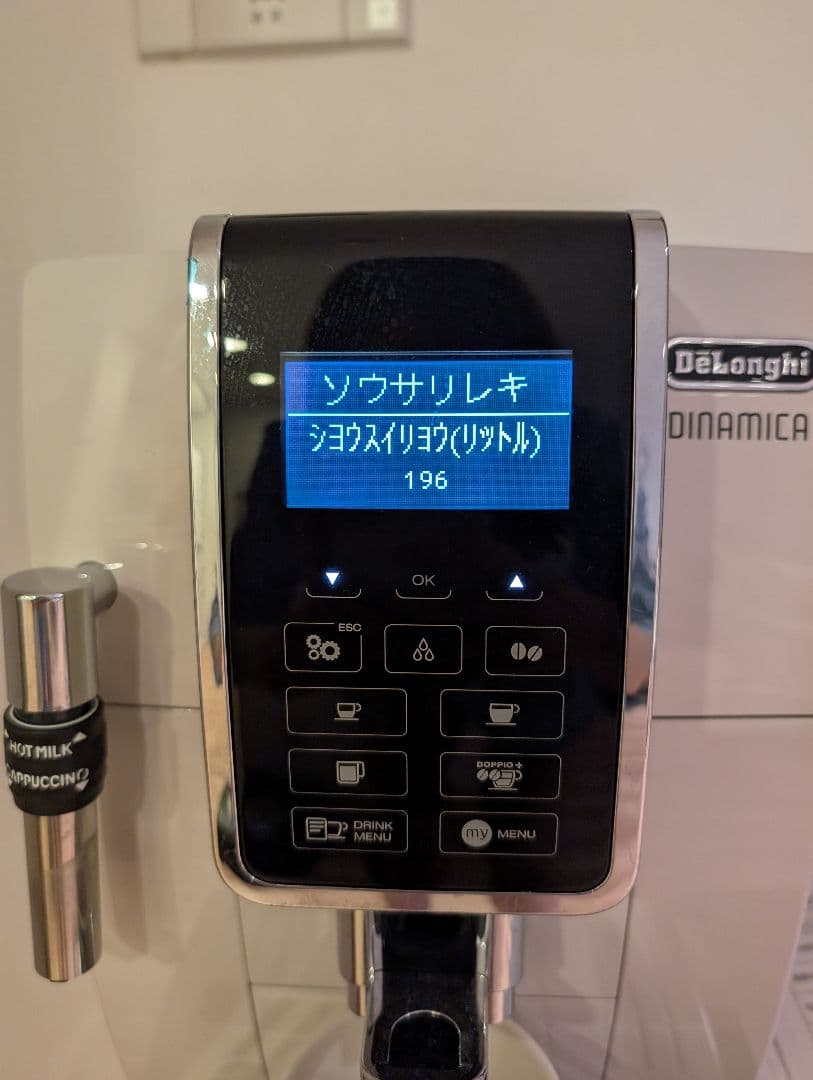 ソウサリレキ
シヨウスイリヨウ(リットル)
196
DeLonghi
DINAMICA
OK
ESC
HOT MILK
CAPPUCCINO
DOPPIO+
DRINK
MENU
my MENU